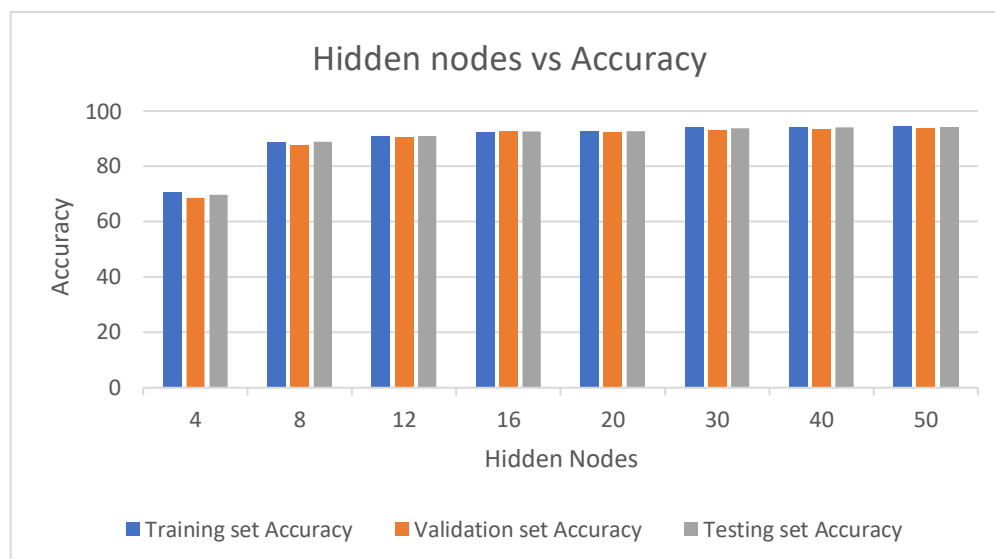 Hidden nodes vs Accuracy
Accuracy
100
80
60
40
20
0
4 8 12 16 20 30 40 50
Hidden Nodes
Training set Accuracy Validation set Accuracy Testing set Accuracy